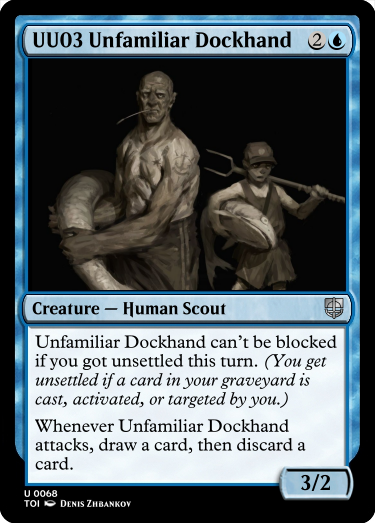 UU03 Unfamiliar Dockhand 2
Creature — Human Scout
Unfamiliar Dockhand can't be blocked
if you got unsettled this turn. (You get
unsettled if a card in your graveyard is
cast, activated, or targeted by you.)
Whenever Unfamiliar Dockhand
attacks, draw a card, then discard a
card.
3/2
U 0068
TOI Denis Zhbankov